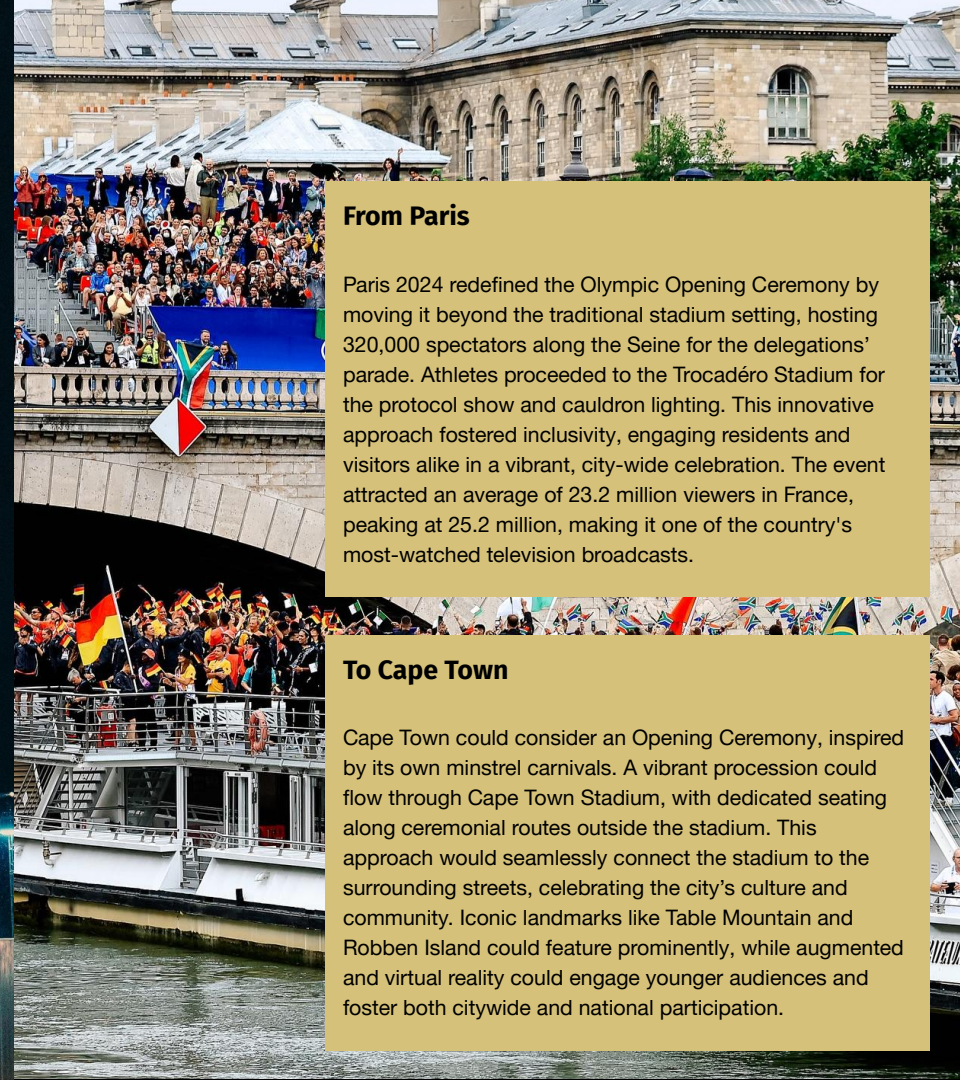 From Paris
Paris 2024 redefined the Olympic Opening Ceremony by
moving it beyond the traditional stadium setting, hosting
320,000 spectators along the Seine for the delegations’
parade. Athletes proceeded to the Trocadéro Stadium for
the protocol show and cauldron lighting. This innovative
approach fostered inclusivity, engaging residents and
visitors alike in a vibrant, city-wide celebration. The event
attracted an average of 23.2 million viewers in France,
peaking at 25.2 million, making it one of the country's
most-watched television broadcasts.
To Cape Town
Cape Town could consider an Opening Ceremony, inspired
by its own minstrel carnivals. A vibrant procession could
flow through Cape Town Stadium, with dedicated seating
along ceremonial routes outside the stadium. This
approach would seamlessly connect the stadium to the
surrounding streets, celebrating the city’s culture and
community. Iconic landmarks like Table Mountain and
Robben Island could feature prominently, while augmented
and virtual reality could engage younger audiences and
foster both citywide and national participation.